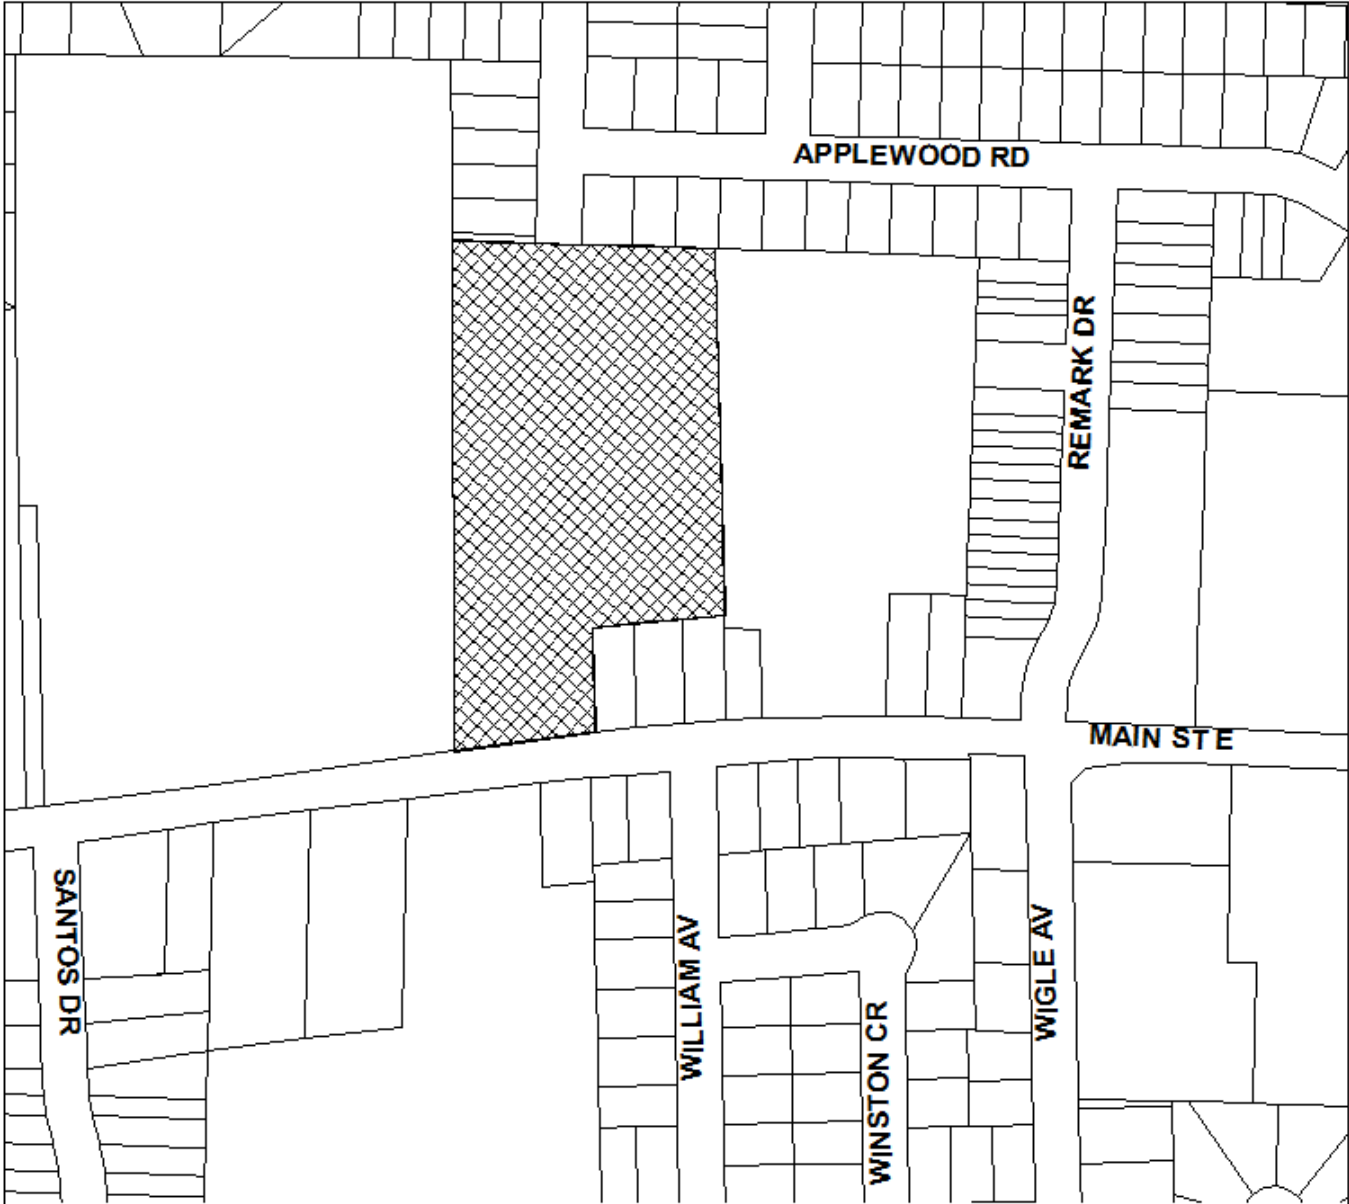 APPLEWOOD RD
REMARK DR
MAIN ST E
SANTOS DR
WILLIAM AV
WIGLE AV
WINSTON CR